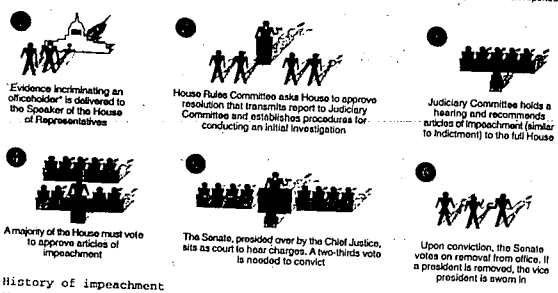 "Evidence incriminating an
officeholder" is delivered to
the Speaker of the House
of Representatives
House Rules Committee asks House to approve
resolution that transmits report to Judiciary
Committee and establishes procedures for
conducting an initial investigation
Judiciary Committee holds a
hearing and recommends
articles of impeachment (similar
to indictment) to the full House
4
A majority of the House must vote
to approve articles of
impeachment
The Senate, presided over by the Chief Justice,
sits as court to hear charges. A two-thirds vote
is needed to convict
6
Upon conviction, the Senate
votes on removal from office. If
a president is removed, the vice
president is sworn in
History of impeachment